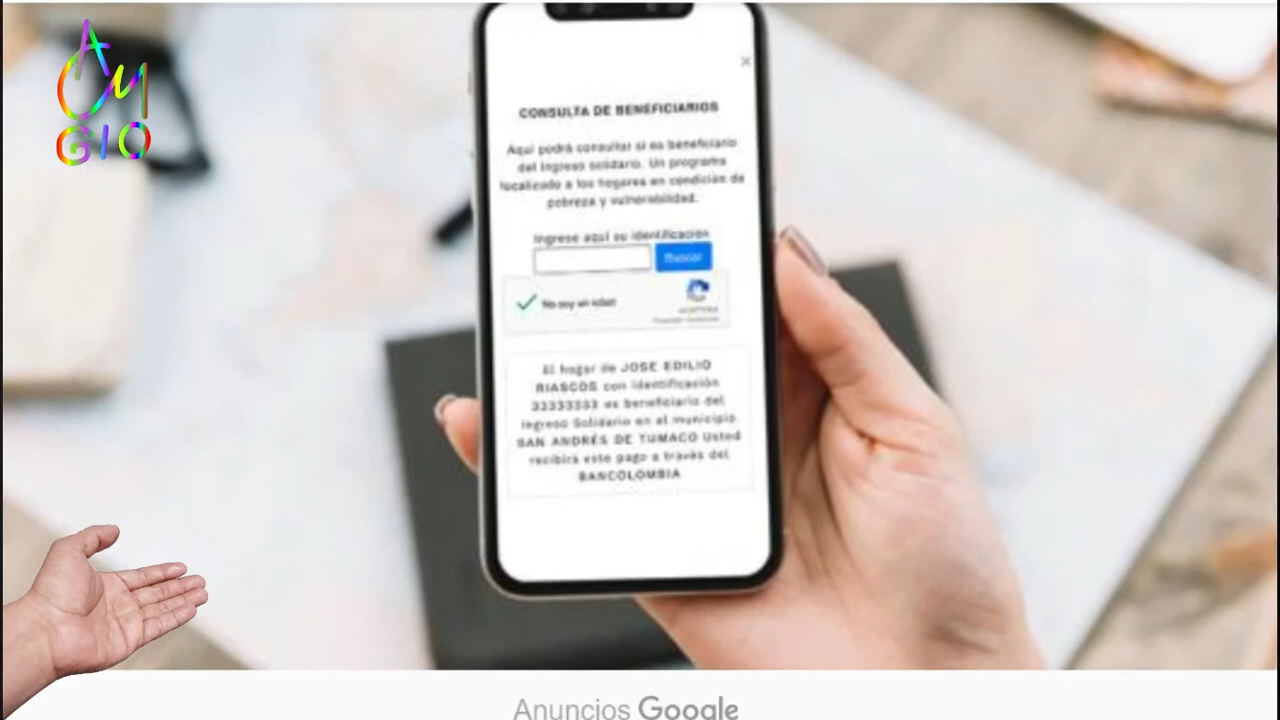 AMIGIO
×
CONSULTA DE BENEFICIARIOS
Aquí podrá consultar si es beneficiario
del Ingreso solidario. Un programa
localizado a los hogares en condición de
pobreza y vulnerabilidad.
Ingrese aquí su identificación
Buscar
No soy un robot
reCAPTCHA
El hogar de JOSE EDILIO
RIASCOS con identificación
33333333 es beneficiario del
Ingreso Solidario en el municipio
SAN ANDRÉS DE TUMACO Usted
recibirá este pago a través del
BANCOLOMBIA
Anuncios Google